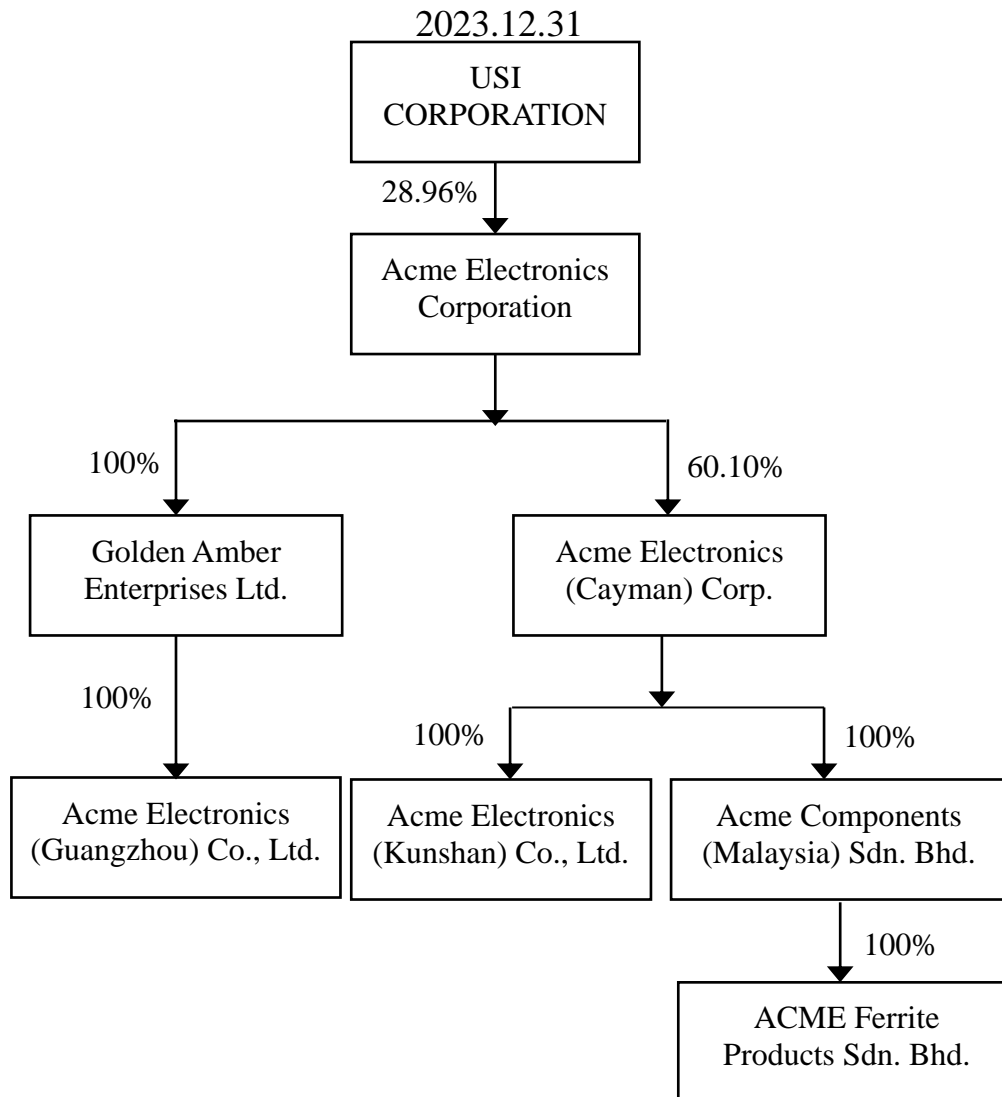 2023.12.31
USI
CORPORATION
28.96%
Acme Electronics
Corporation
100%
60.10%
Golden Amber
Enterprises Ltd.
Acme Electronics
(Cayman) Corp.
100%
100%
100%
Acme Electronics
(Guangzhou) Co., Ltd.
Acme Electronics
(Kunshan) Co., Ltd.
Acme Components
(Malaysia) Sdn. Bhd.
100%
ACME Ferrite
Products Sdn. Bhd.